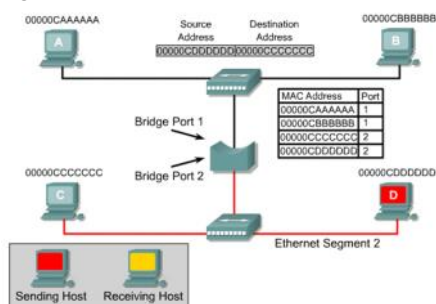 00000CAAAAAA
Source Address
Destination Address
00000CBBBBBB
A
00000CDDDDDD 00000CCCCCCC
B
MAC Address Port
00000CAAAAAA 1
00000CBBBBBB 1
00000CCCCCCC 2
00000CDDDDDD 2
Bridge Port 1
Bridge Port 2
00000CCCCCCC
00000CDDDDDD
C
D
Ethernet Segment 2
Sending Host
Receiving Host